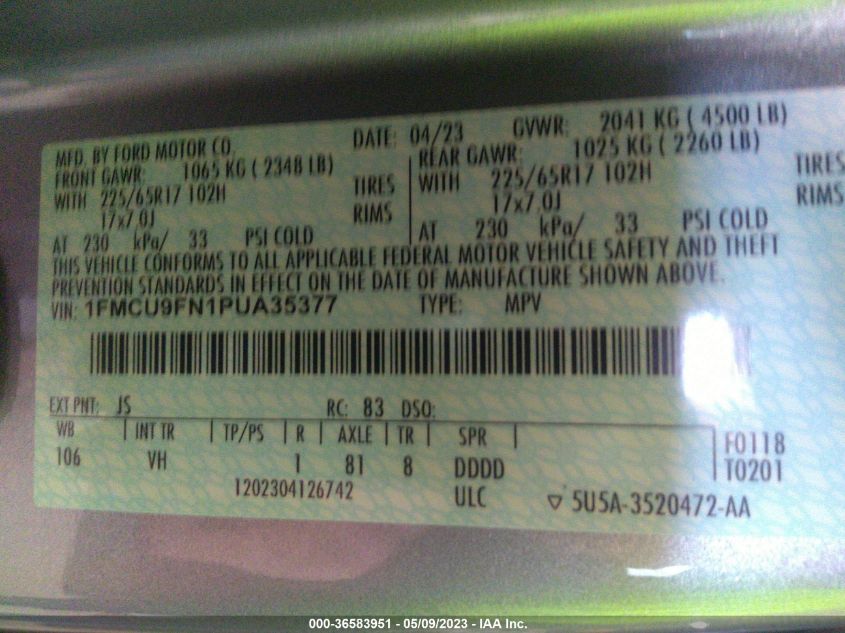 MFD. BY FORD MOTOR CO. DATE: 04/23 GVWR: 2041 KG ( 4500 LB)
FRONT GAWR: 1065 KG ( 2348 LB) REAR GAWR: 1025 KG ( 2260 LB)
WITH 225/65R17 102H TIRES WITH 225/65R17 102H TIRES
17x7.0J RIMS 17x7.0J RIMS
AT 230 kPa/ 33 PSI COLD AT 230 kPa/ 33 PSI COLD
THIS VEHICLE CONFORMS TO ALL APPLICABLE FEDERAL MOTOR VEHICLE SAFETY AND THEFT
PREVENTION STANDARDS IN EFFECT ON THE DATE OF MANUFACTURE SHOWN ABOVE.
VIN: 1FMCU9FN1PUA35377 TYPE: MPV
EXT PNT: JS RC: 83 DSO:
WB INT TR TP/PS R AXLE TR SPR F0118
106 VH 1 81 8 DDDD T0201
1202304126742 ULC 5U5A-3520472-AA
000-36583951 - 05/09/2023 - IAA Inc.